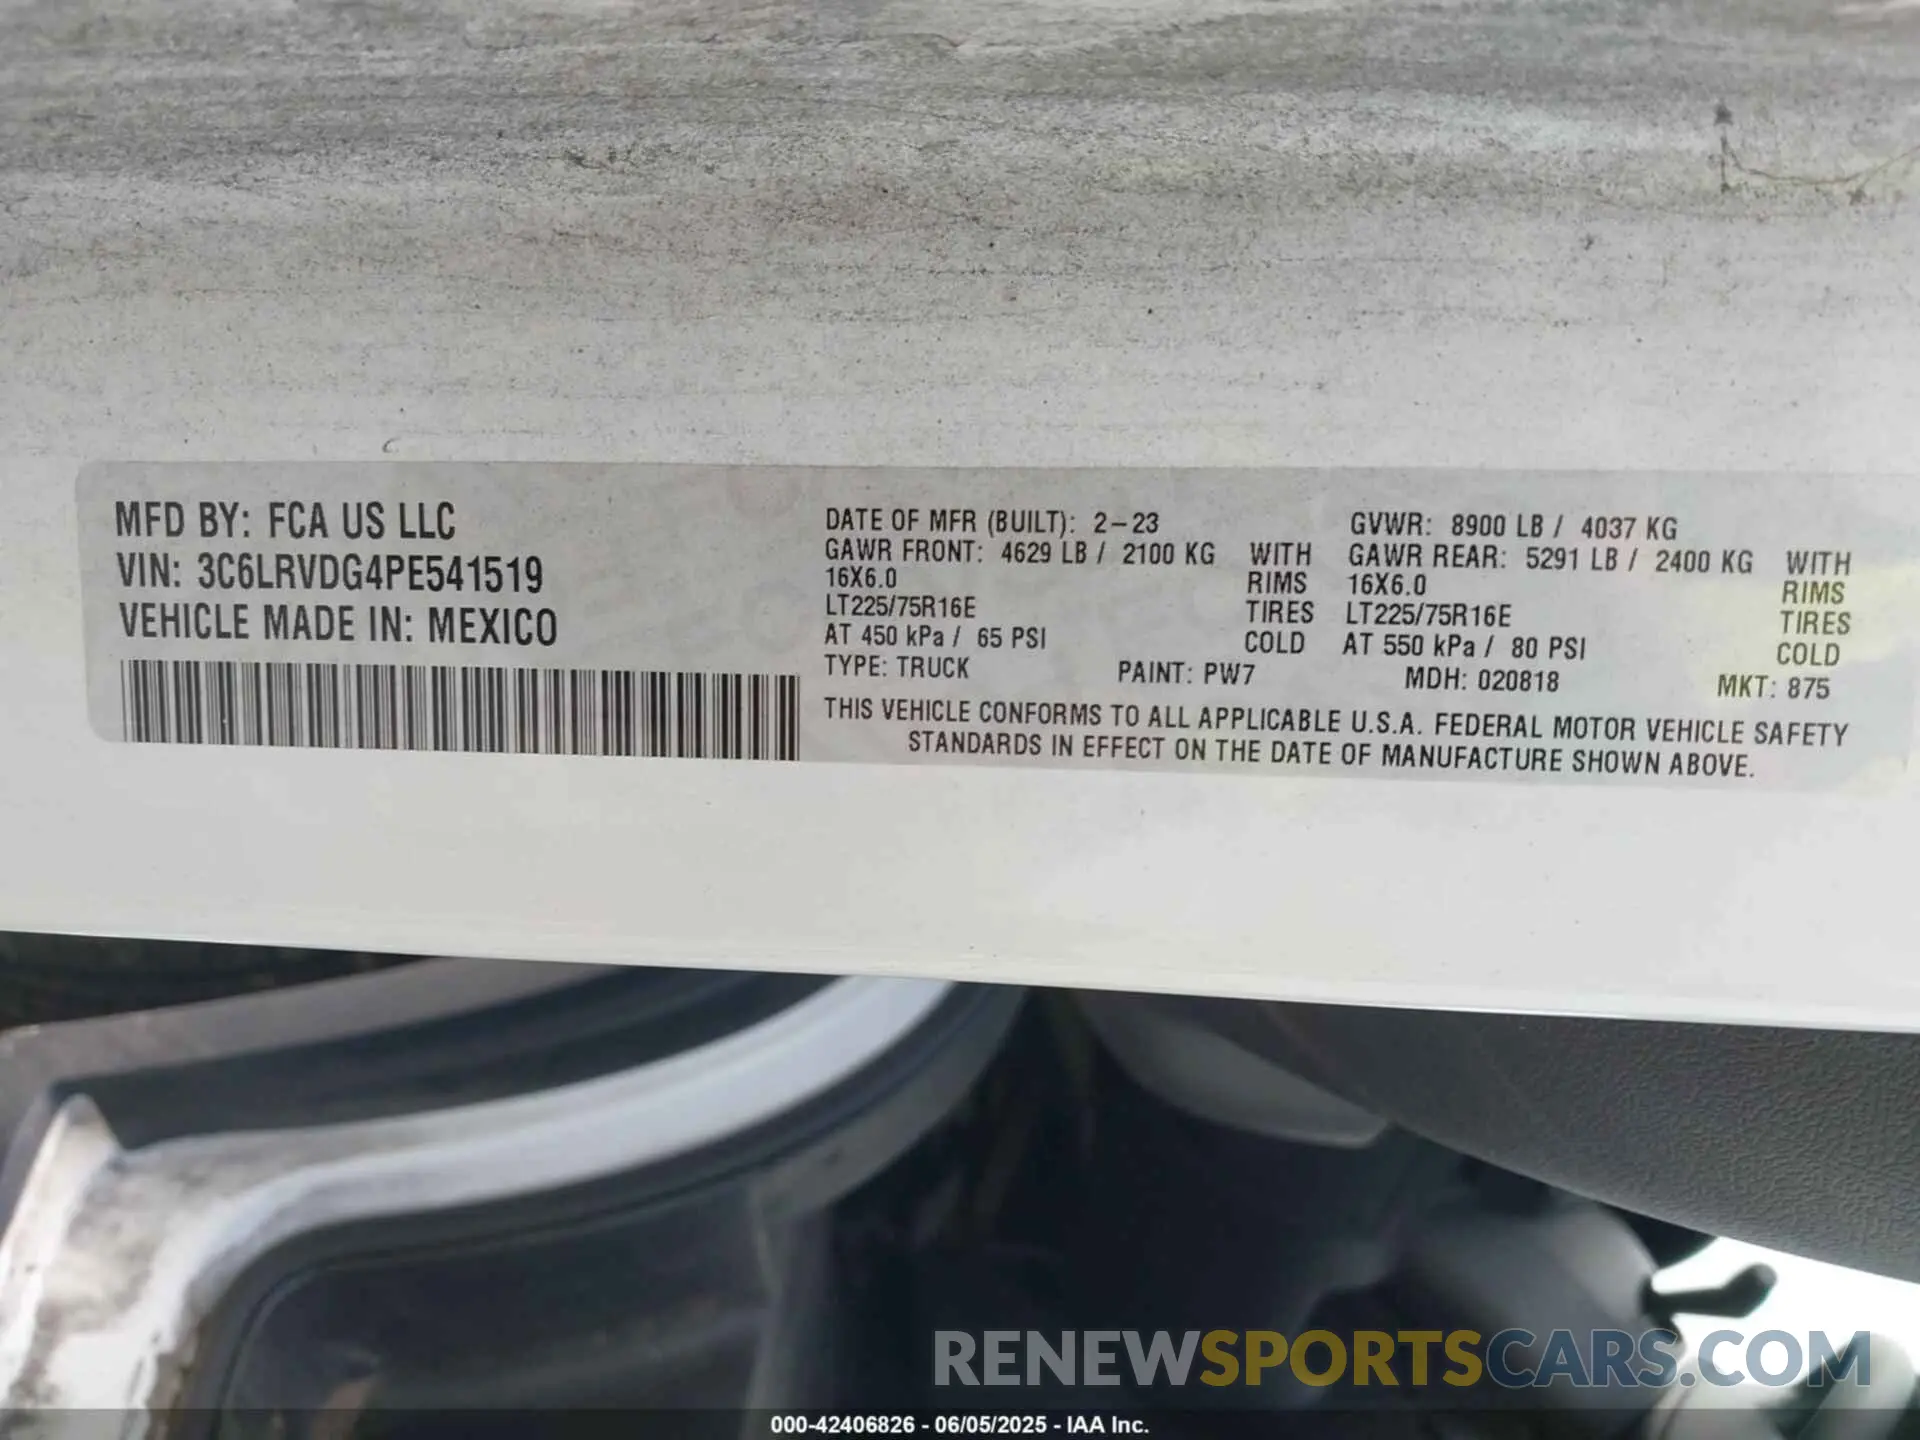 MFD BY: FCA US LLC
VIN: 3C6LRVDG4PE541519
VEHICLE MADE IN: MEXICO
DATE OF MFR (BUILT): 2-23 GVWR: 8900 LB / 4037 KG
GAWR FRONT: 4629 LB / 2100 KG WITH GAWR REAR: 5291 LB / 2400 KG WITH
16X6.0 RIMS 16X6.0 RIMS
LT225/75R16E TIRES LT225/75R16E TIRES
AT 450 kPa / 65 PSI COLD AT 550 kPa / 80 PSI COLD
TYPE: TRUCK PAINT: PW7 MDH: 020818 MKT: 875
THIS VEHICLE CONFORMS TO ALL APPLICABLE U.S.A. FEDERAL MOTOR VEHICLE SAFETY
STANDARDS IN EFFECT ON THE DATE OF MANUFACTURE SHOWN ABOVE.
RENEWSPORTSCARS.COM
000-42406826 - 06/05/2025 - IAA Inc.